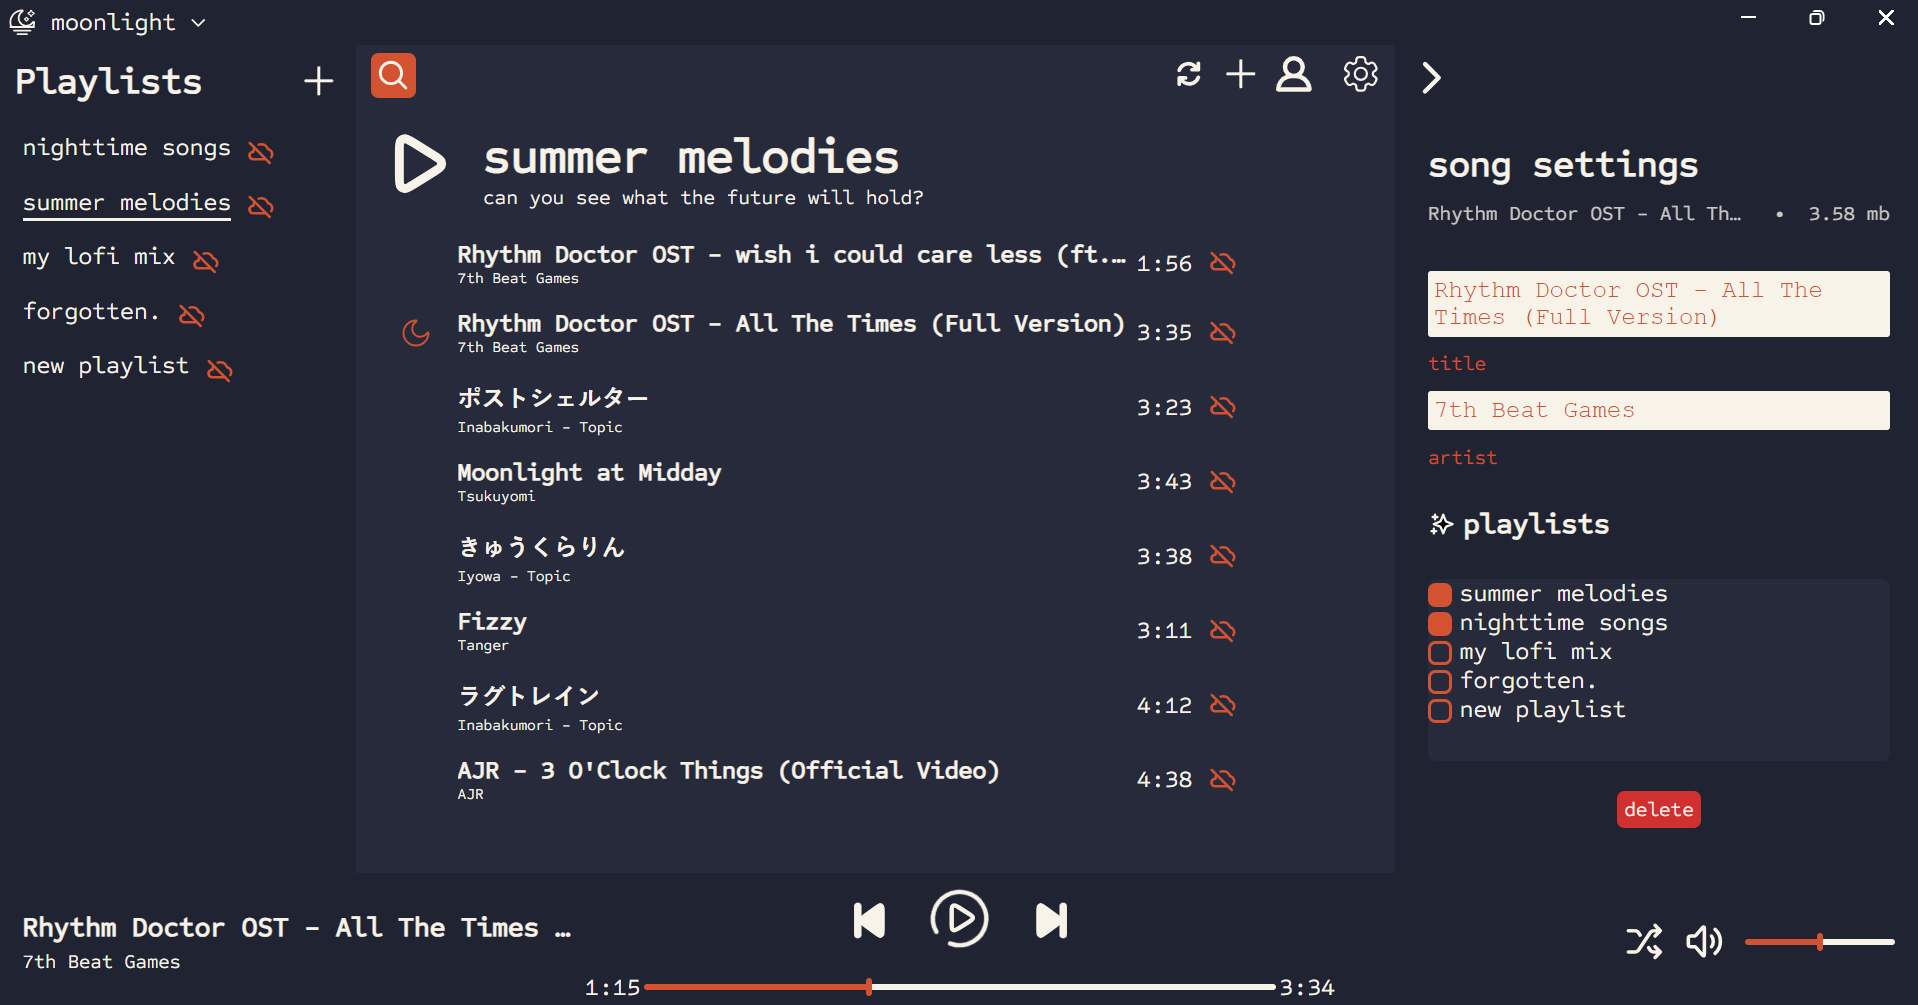 moonlight
Playlists
nighttime songs
summer melodies
my lofi mix
forgotten.
new playlist
summer melodies
can you see what the future will hold?
Rhythm Doctor OST - wish i could care less (ft.… 1:56
7th Beat Games
Rhythm Doctor OST - All The Times (Full Version) 3:35
7th Beat Games
ポストシェルター 3:23
Inabakumori - Topic
Moonlight at Midday 3:43
Tsukuyomi
きゅうくらりん 3:38
Iyowa - Topic
Fizzy 3:11
Tanger
ラグトレイン 4:12
Inabakumori - Topic
AJR - 3 O'Clock Things (Official Video) 4:38
AJR
song settings
Rhythm Doctor OST - All Th… • 3.58 mb
Rhythm Doctor OST - All The
Times (Full Version)
title
7th Beat Games
artist
playlists
summer melodies
nighttime songs
my lofi mix
forgotten.
new playlist
delete
Rhythm Doctor OST - All The Times …
7th Beat Games
1:15 3:34